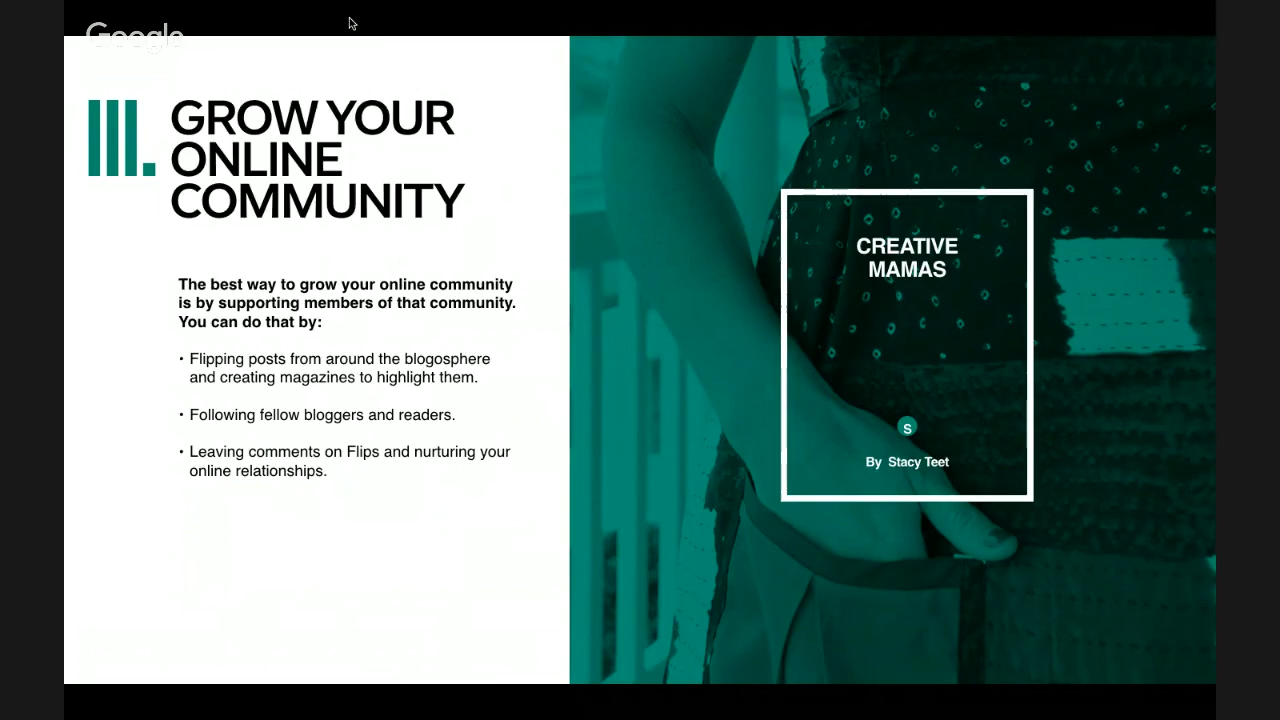 Google
III. GROW YOUR
ONLINE
COMMUNITY
The best way to grow your online community
is by supporting members of that community.
You can do that by:
• Flipping posts from around the blogosphere
and creating magazines to highlight them.
• Following fellow bloggers and readers.
• Leaving comments on Flips and nurturing your
online relationships.
CREATIVE
MAMAS
S
By Stacy Teet